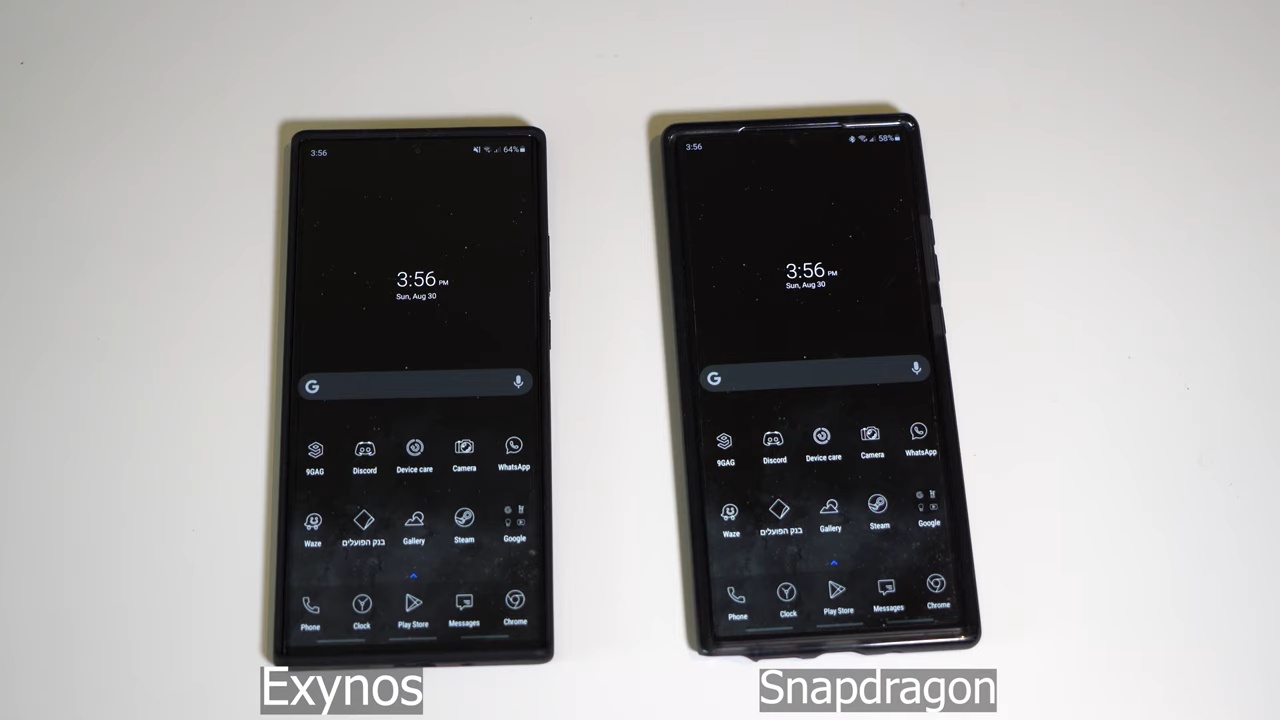 3:56
64%
3:56 PM
Sun, Aug 30
G
9GAG
Discord
Device care
Camera
WhatsApp
Waze
בנק הפועלים
Gallery
Steam
Google
Phone
Clock
Play Store
Messages
Chrome
Exynos
3:56
58%
3:56 PM
Sun, Aug 30
G
9GAG
Discord
Device care
Camera
WhatsApp
Waze
בנק הפועלים
Gallery
Steam
Google
Phone
Clock
Play Store
Messages
Chrome
Snapdragon